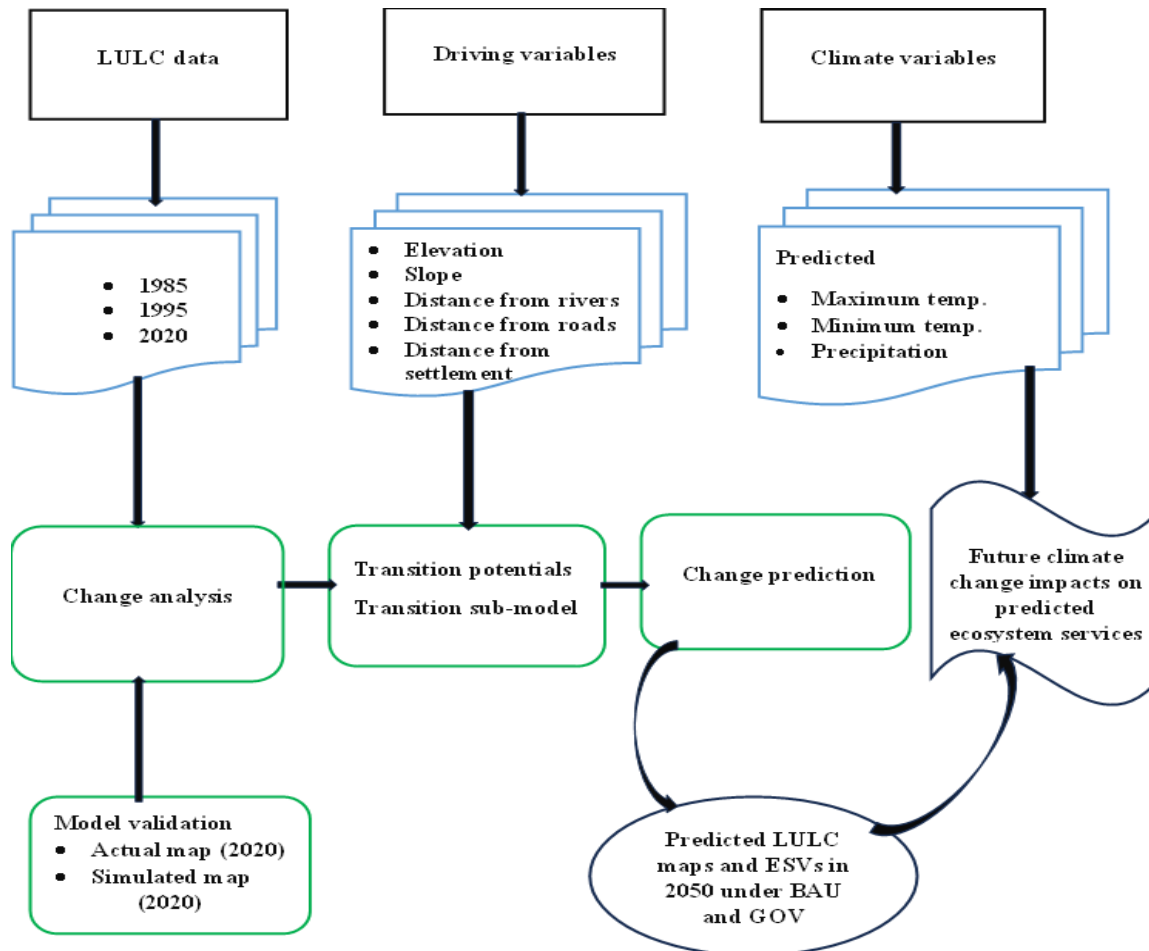 LULC data
Driving variables
Climate variables
• 1985
• 1995
• 2020
• Elevation
• Slope
• Distance from rivers
• Distance from roads
• Distance from
settlement
Predicted
• Maximum temp.
• Minimum temp.
• Precipitation
Change analysis
Transition potentials
Transition sub-model
Change prediction
Future climate
change impacts on
predicted
ecosystem services
Model validation
• Actual map (2020)
• Simulated map
(2020)
Predicted LULC
maps and ESVs in
2050 under BAU
and GOV